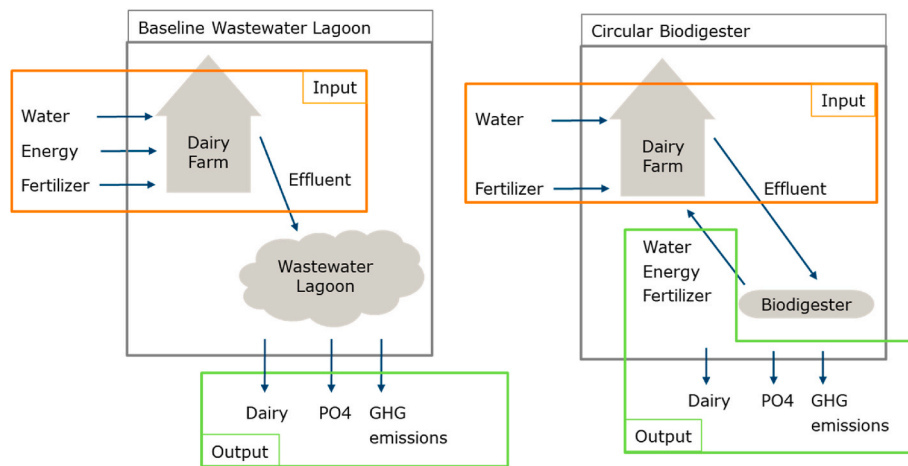 Baseline Wastewater Lagoon
Input
Water
Energy
Fertilizer
Dairy
Farm
Effluent
Wastewater
Lagoon
Dairy
PO4
GHG
emissions
Output
Circular Biodigester
Input
Water
Fertilizer
Dairy
Farm
Effluent
Water
Energy
Fertilizer
Biodigester
Dairy
PO4
GHG
emissions
Output